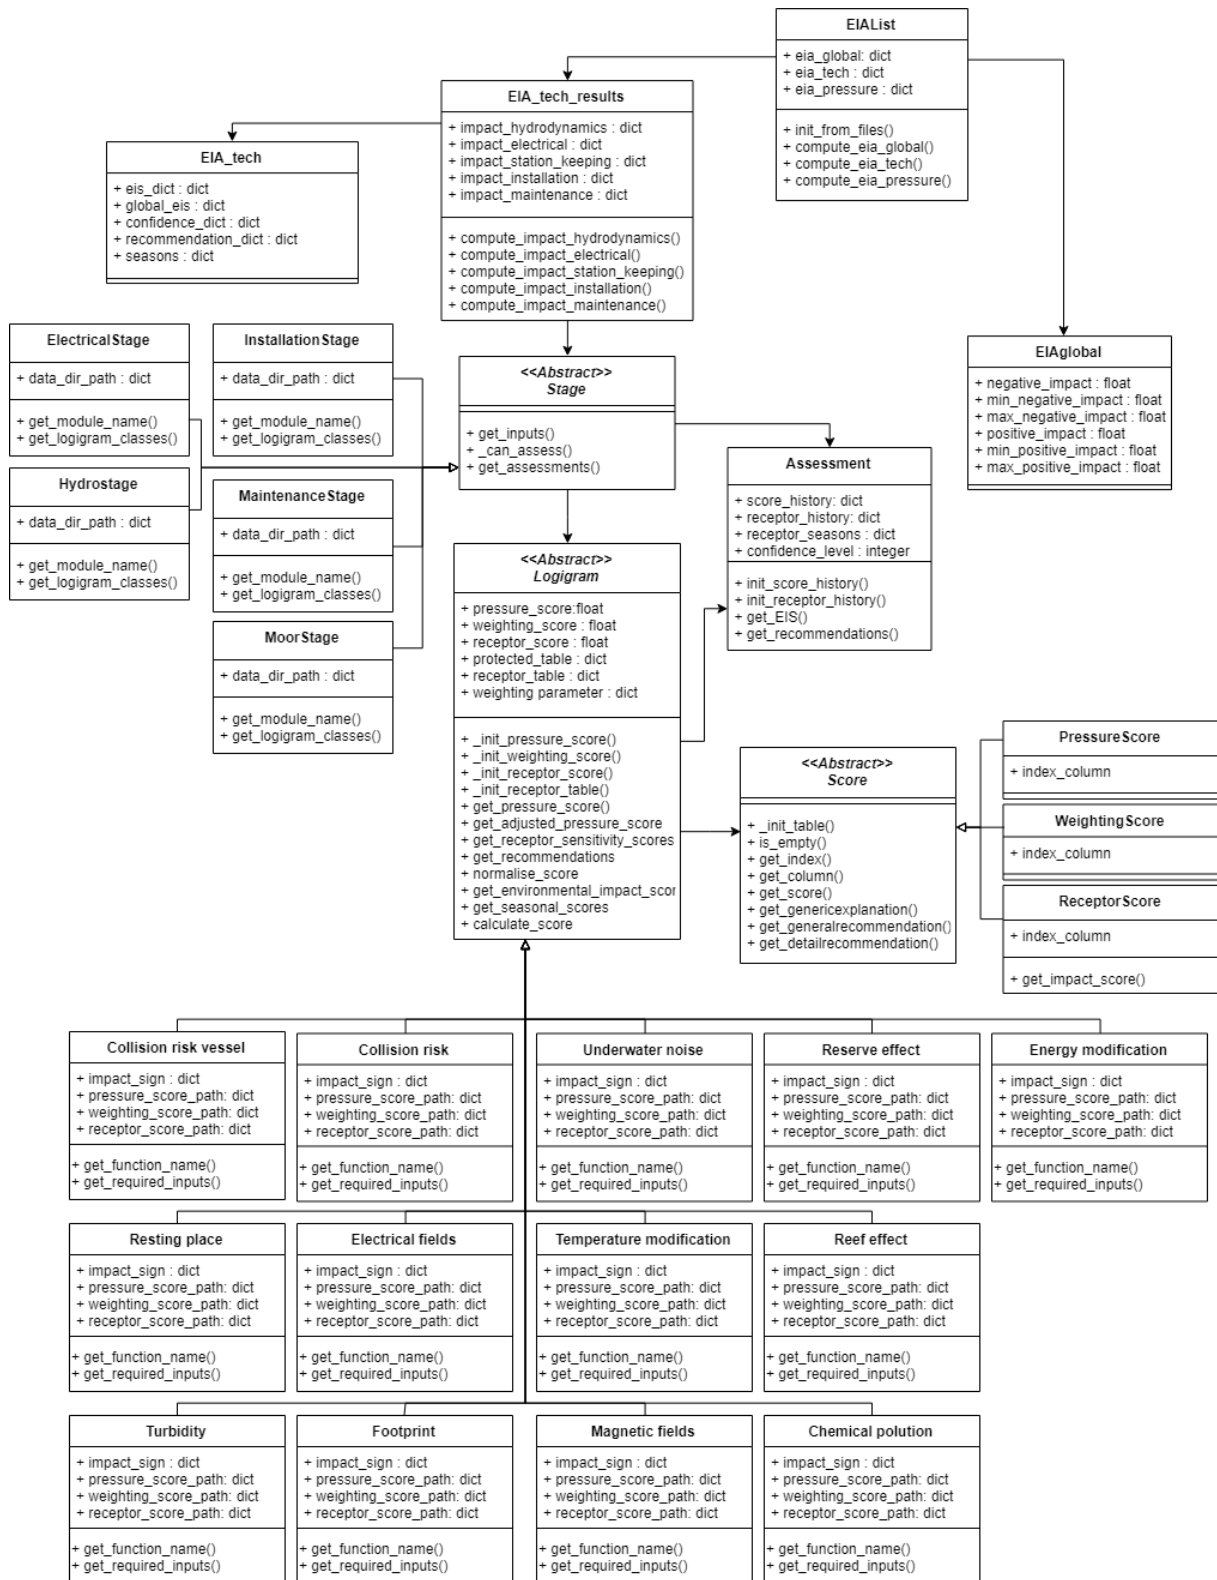 EIAList
+ eia_global: dict
+ eia_tech : dict
+ eia_pressure : dict
+ init_from_files()
+ compute_eia_global()
+ compute_eia_tech()
+ compute_eia_pressure()
EIA_tech_results
+ impact_hydrodynamics : dict
+ impact_electrical : dict
+ impact_station_keeping : dict
+ impact_installation : dict
+ impact_maintenance : dict
+ compute_impact_hydrodynamics()
+ compute_impact_electrical()
+ compute_impact_station_keeping()
+ compute_impact_installation()
+ compute_impact_maintenance()
EIA_tech
+ eis_dict : dict
+ global_eis : dict
+ confidence_dict : dict
+ recommendation_dict : dict
+ seasons : dict
ElectricalStage
+ data_dir_path : dict
+ get_module_name()
+ get_logigram_classes()
InstallationStage
+ data_dir_path : dict
+ get_module_name()
+ get_logigram_classes()
<<Abstract>>
Stage
+ get_inputs()
+ _can_assess()
+ get_assessments()
EIAglobal
+ negative_impact : float
+ min_negative_impact : float
+ max_negative_impact : float
+ positive_impact : float
+ min_positive_impact : float
+ max_positive_impact : float
Hydrostage
+ data_dir_path : dict
+ get_module_name()
+ get_logigram_classes()
MaintenanceStage
+ data_dir_path : dict
+ get_module_name()
+ get_logigram_classes()
Assessment
+ score_history: dict
+ receptor_history: dict
+ receptor_seasons : dict
+ confidence_level : integer
+ init_score_history()
+ init_receptor_history()
+ get_EIS()
+ get_recommendations()
MoorStage
+ data_dir_path : dict
+ get_module_name()
+ get_logigram_classes()
<<Abstract>>
Logigram
+ pressure_score:float
+ weighting_score : float
+ receptor_score : float
+ protected_table : dict
+ receptor_table : dict
+ weighting parameter : dict
+ _init_pressure_score()
+ _init_weighting_score()
+ _init_receptor_score()
+ _init_receptor_table()
+ get_pressure_score()
+ get_adjusted_pressure_score
+ get_receptor_sensitivity_scores
+ get_recommendations
+ normalise_score
+ get_environmental_impact_scor
+ get_seasonal_scores
+ calculate_score
<<Abstract>>
Score
+ _init_table()
+ is_empty()
+ get_index()
+ get_column()
+ get_score()
+ get_genericexplanation()
+ get_generalrecommendation()
+ get_detailrecommendation()
PressureScore
+ index_column
WeightingScore
+ index_column
ReceptorScore
+ index_column
+ get_impact_score()
Collision risk vessel
+ impact_sign : dict
+ pressure_score_path: dict
+ weighting_score_path: dict
+ receptor_score_path: dict
+ get_function_name()
+ get_required_inputs()
Collision risk
+ impact_sign : dict
+ pressure_score_path: dict
+ weighting_score_path: dict
+ receptor_score_path: dict
+ get_function_name()
+ get_required_inputs()
Underwater noise
+ impact_sign : dict
+ pressure_score_path: dict
+ weighting_score_path: dict
+ receptor_score_path: dict
+ get_function_name()
+ get_required_inputs()
Reserve effect
+ impact_sign : dict
+ pressure_score_path: dict
+ weighting_score_path: dict
+ receptor_score_path: dict
+ get_function_name()
+ get_required_inputs()
Energy modification
+ impact_sign : dict
+ pressure_score_path: dict
+ weighting_score_path: dict
+ receptor_score_path: dict
+ get_function_name()
+ get_required_inputs()
Resting place
+ impact_sign : dict
+ pressure_score_path: dict
+ weighting_score_path: dict
+ receptor_score_path: dict
+ get_function_name()
+ get_required_inputs()
Electrical fields
+ impact_sign : dict
+ pressure_score_path: dict
+ weighting_score_path: dict
+ receptor_score_path: dict
+ get_function_name()
+ get_required_inputs()
Temperature modification
+ impact_sign : dict
+ pressure_score_path: dict
+ weighting_score_path: dict
+ receptor_score_path: dict
+ get_function_name()
+ get_required_inputs()
Reef effect
+ impact_sign : dict
+ pressure_score_path: dict
+ weighting_score_path: dict
+ receptor_score_path: dict
+ get_function_name()
+ get_required_inputs()
Turbidity
+ impact_sign : dict
+ pressure_score_path: dict
+ weighting_score_path: dict
+ receptor_score_path: dict
+ get_function_name()
+ get_required_inputs()
Footprint
+ impact_sign : dict
+ pressure_score_path: dict
+ weighting_score_path: dict
+ receptor_score_path: dict
+ get_function_name()
+ get_required_inputs()
Magnetic fields
+ impact_sign : dict
+ pressure_score_path: dict
+ weighting_score_path: dict
+ receptor_score_path: dict
+ get_function_name()
+ get_required_inputs()
Chemical polution
+ impact_sign : dict
+ pressure_score_path: dict
+ weighting_score_path: dict
+ receptor_score_path: dict
+ get_function_name()
+ get_required_inputs()